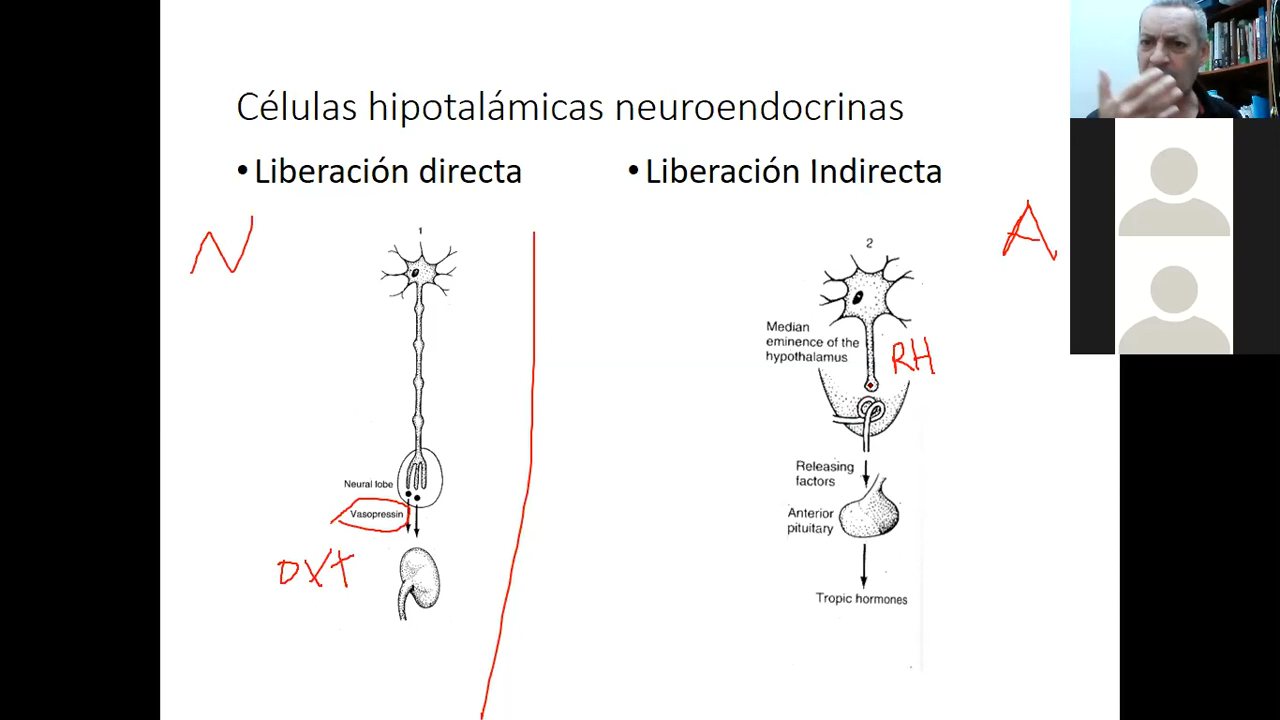 Células hipotalámicas neuroendocrinas
• Liberación directa
N
1
Neural lobe
Vasopressin
OXT
• Liberación Indirecta
A
2
Median
eminence of the
hypothalamus
RH
Releasing
factors
Anterior
pituitary
Tropic hormones